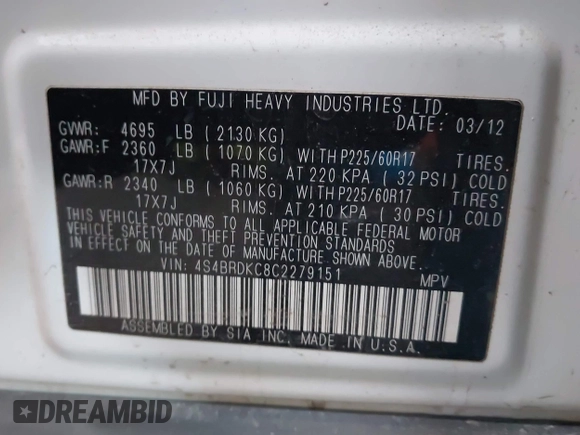 MFD BY FUJI HEAVY INDUSTRIES LTD.
DATE: 03/12
GVWR: 4695 LB (2130 KG)
GAWR:F 2360 LB (1070 KG) WITH P225/60R17 TIRES.
17X7J RIMS. AT 220 KPA (32 PSI) COLD
GAWR:R 2340 LB (1060 KG) WITH P225/60R17 TIRES.
17X7J RIMS. AT 210 KPA (30 PSI) COLD
THIS VEHICLE CONFORMS TO ALL APPLICABLE FEDERAL MOTOR
VEHICLE SAFETY AND THEFT PREVENTION STANDARDS
IN EFFECT ON THE DATE OF MANUFACTURE SHOWN ABOVE.
VIN: 4S4BRDKC8C2279151 MPV
ASSEMBLED BY SIA INC. MADE IN U.S.A.
DREAMBID